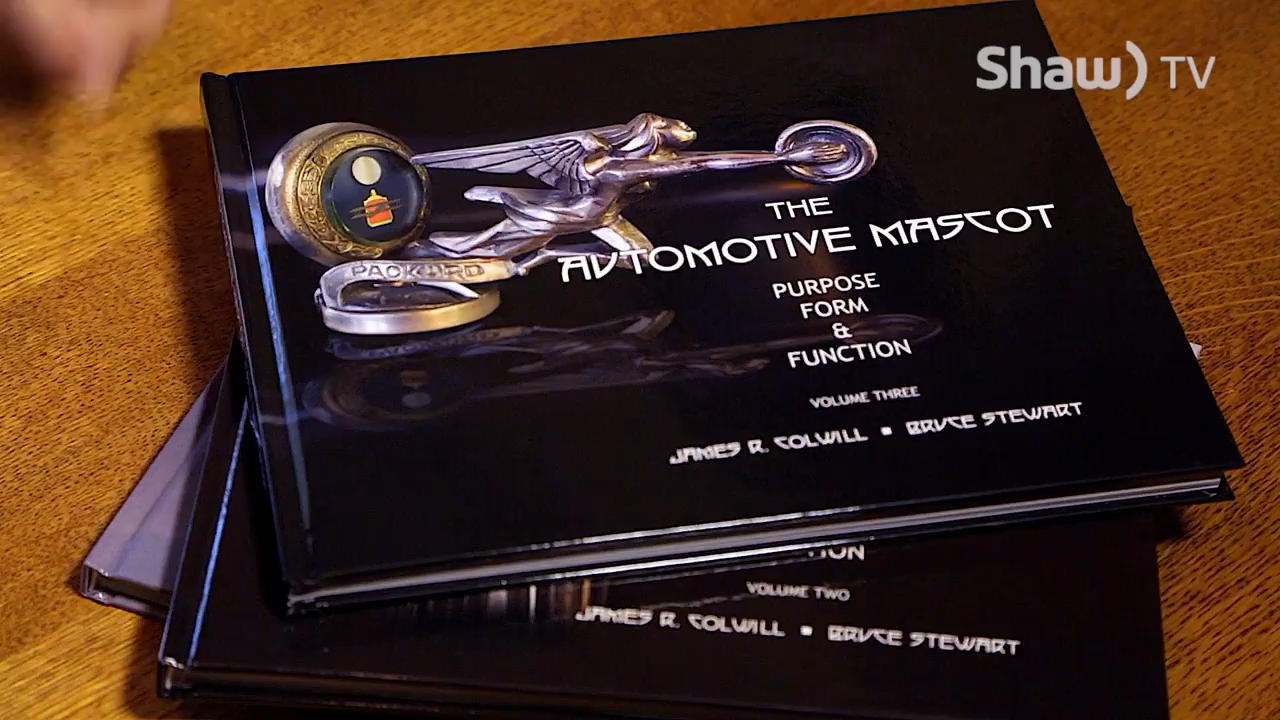 Shaw) TV
THE
AUTOMOTIVE MASCOT
PURPOSE
FORM
&
FUNCTION
VOLUME THREE
JAMES R. COLWILL ▪ BRUCE STEWART
PACKARD
ION
VOLUME TWO
JAMES R. COLWILL ▪ BRUCE STEWART